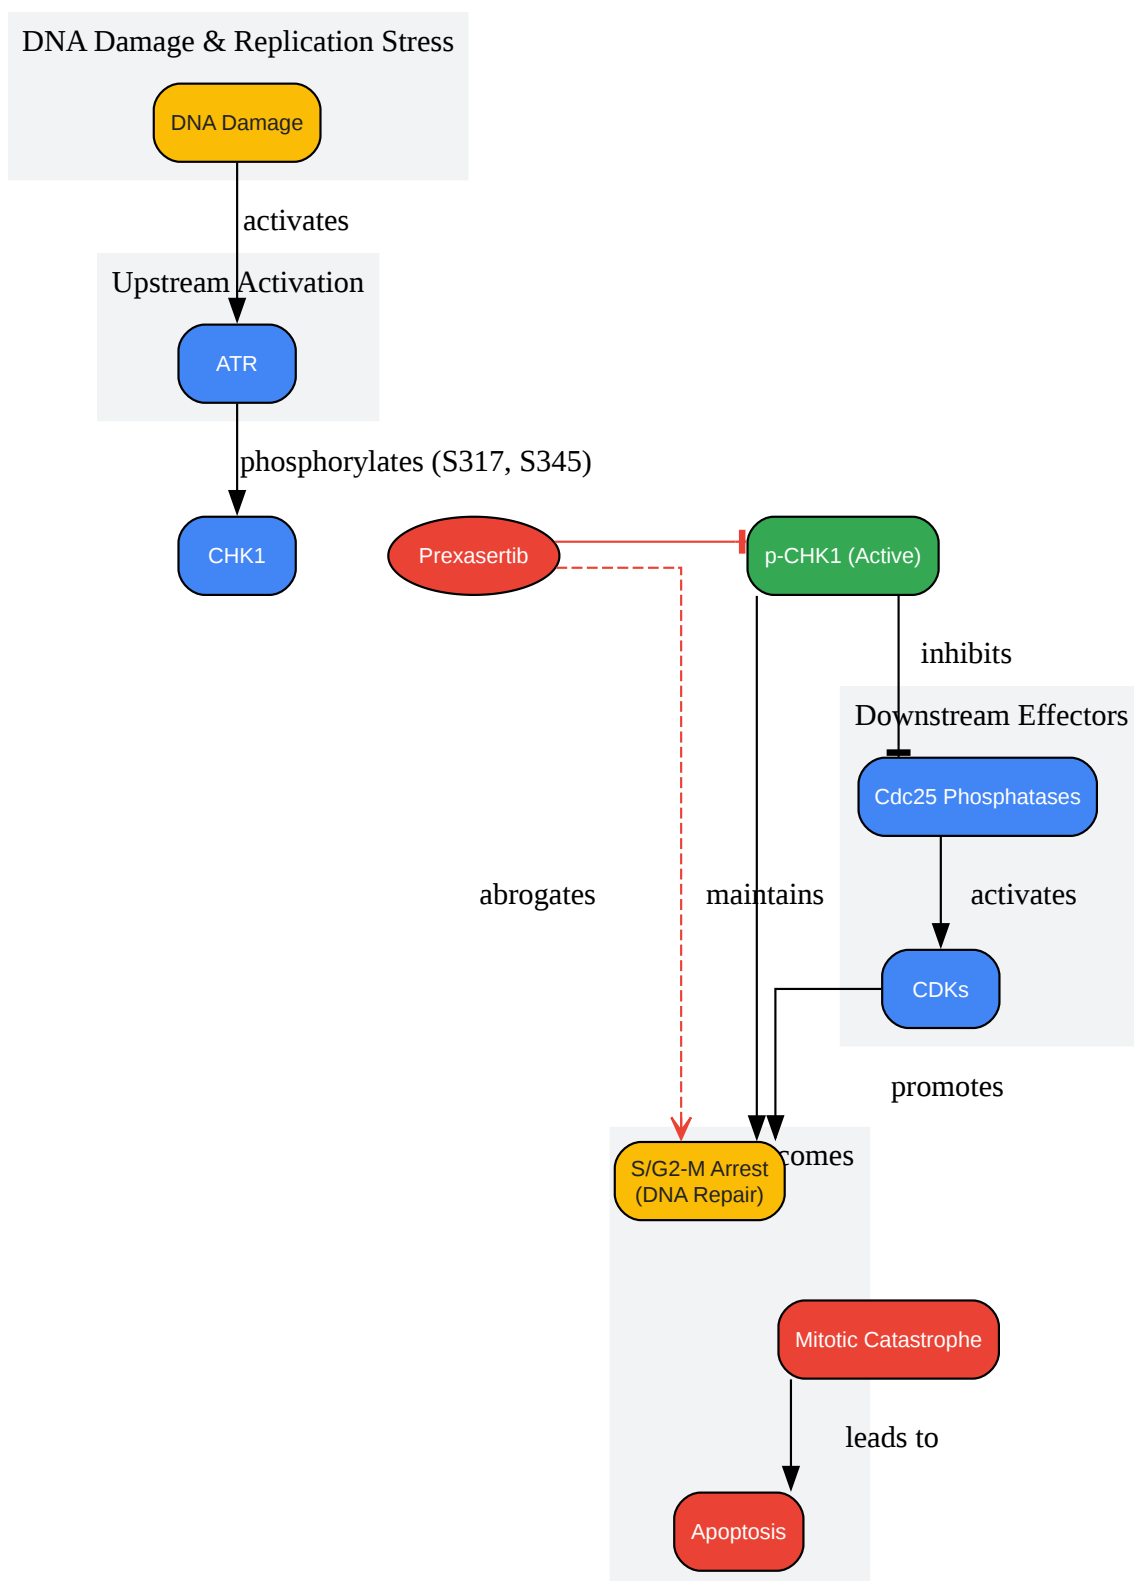 DNA Damage & Replication Stress
DNA Damage
activates
Upstream Activation
ATR
phosphorylates (S317, S345)
CHK1
Prexasertib
p-CHK1 (Active)
inhibits
Downstream Effectors
Cdc25 Phosphatases
abrogates
maintains
activates
CDKs
promotes
comes
S/G2-M Arrest
(DNA Repair)
Mitotic Catastrophe
leads to
Apoptosis